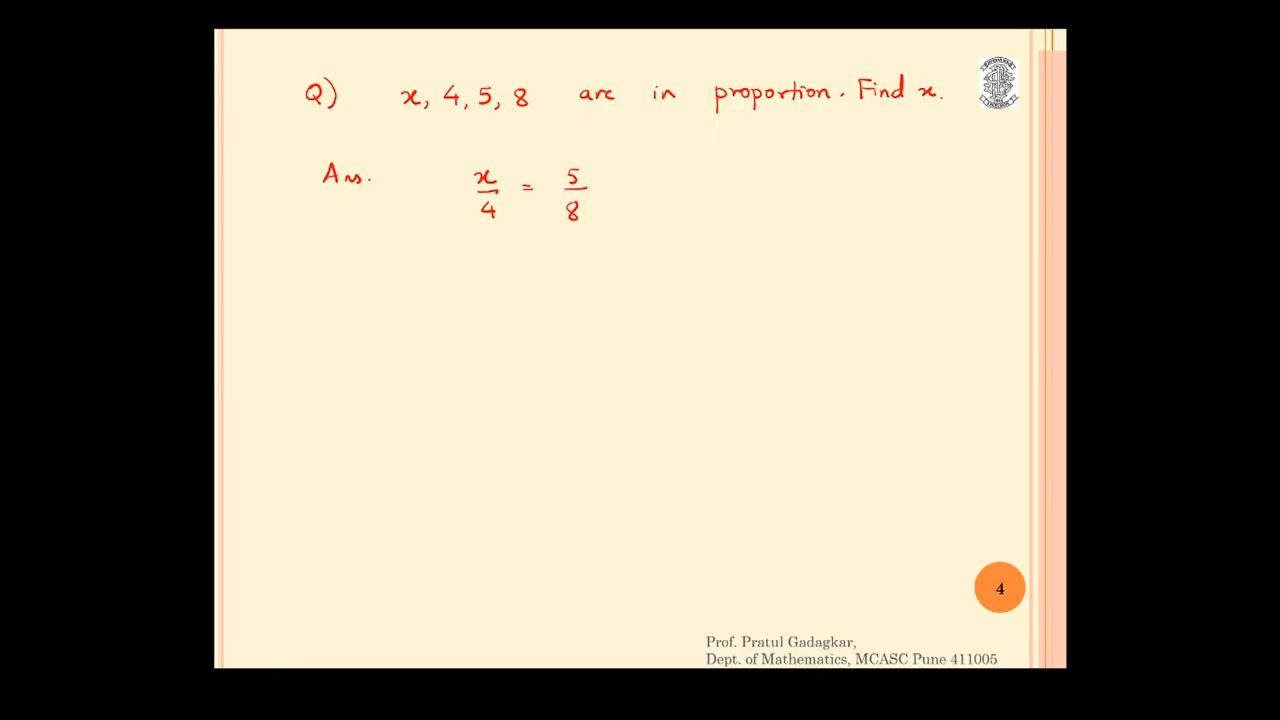 Q) x, 4, 5, 8 are in proportion. Find x.
Ans. x/4 = 5/8
4
Prof. Pratul Gadagkar,
Dept. of Mathematics, MCASC Pune 411005